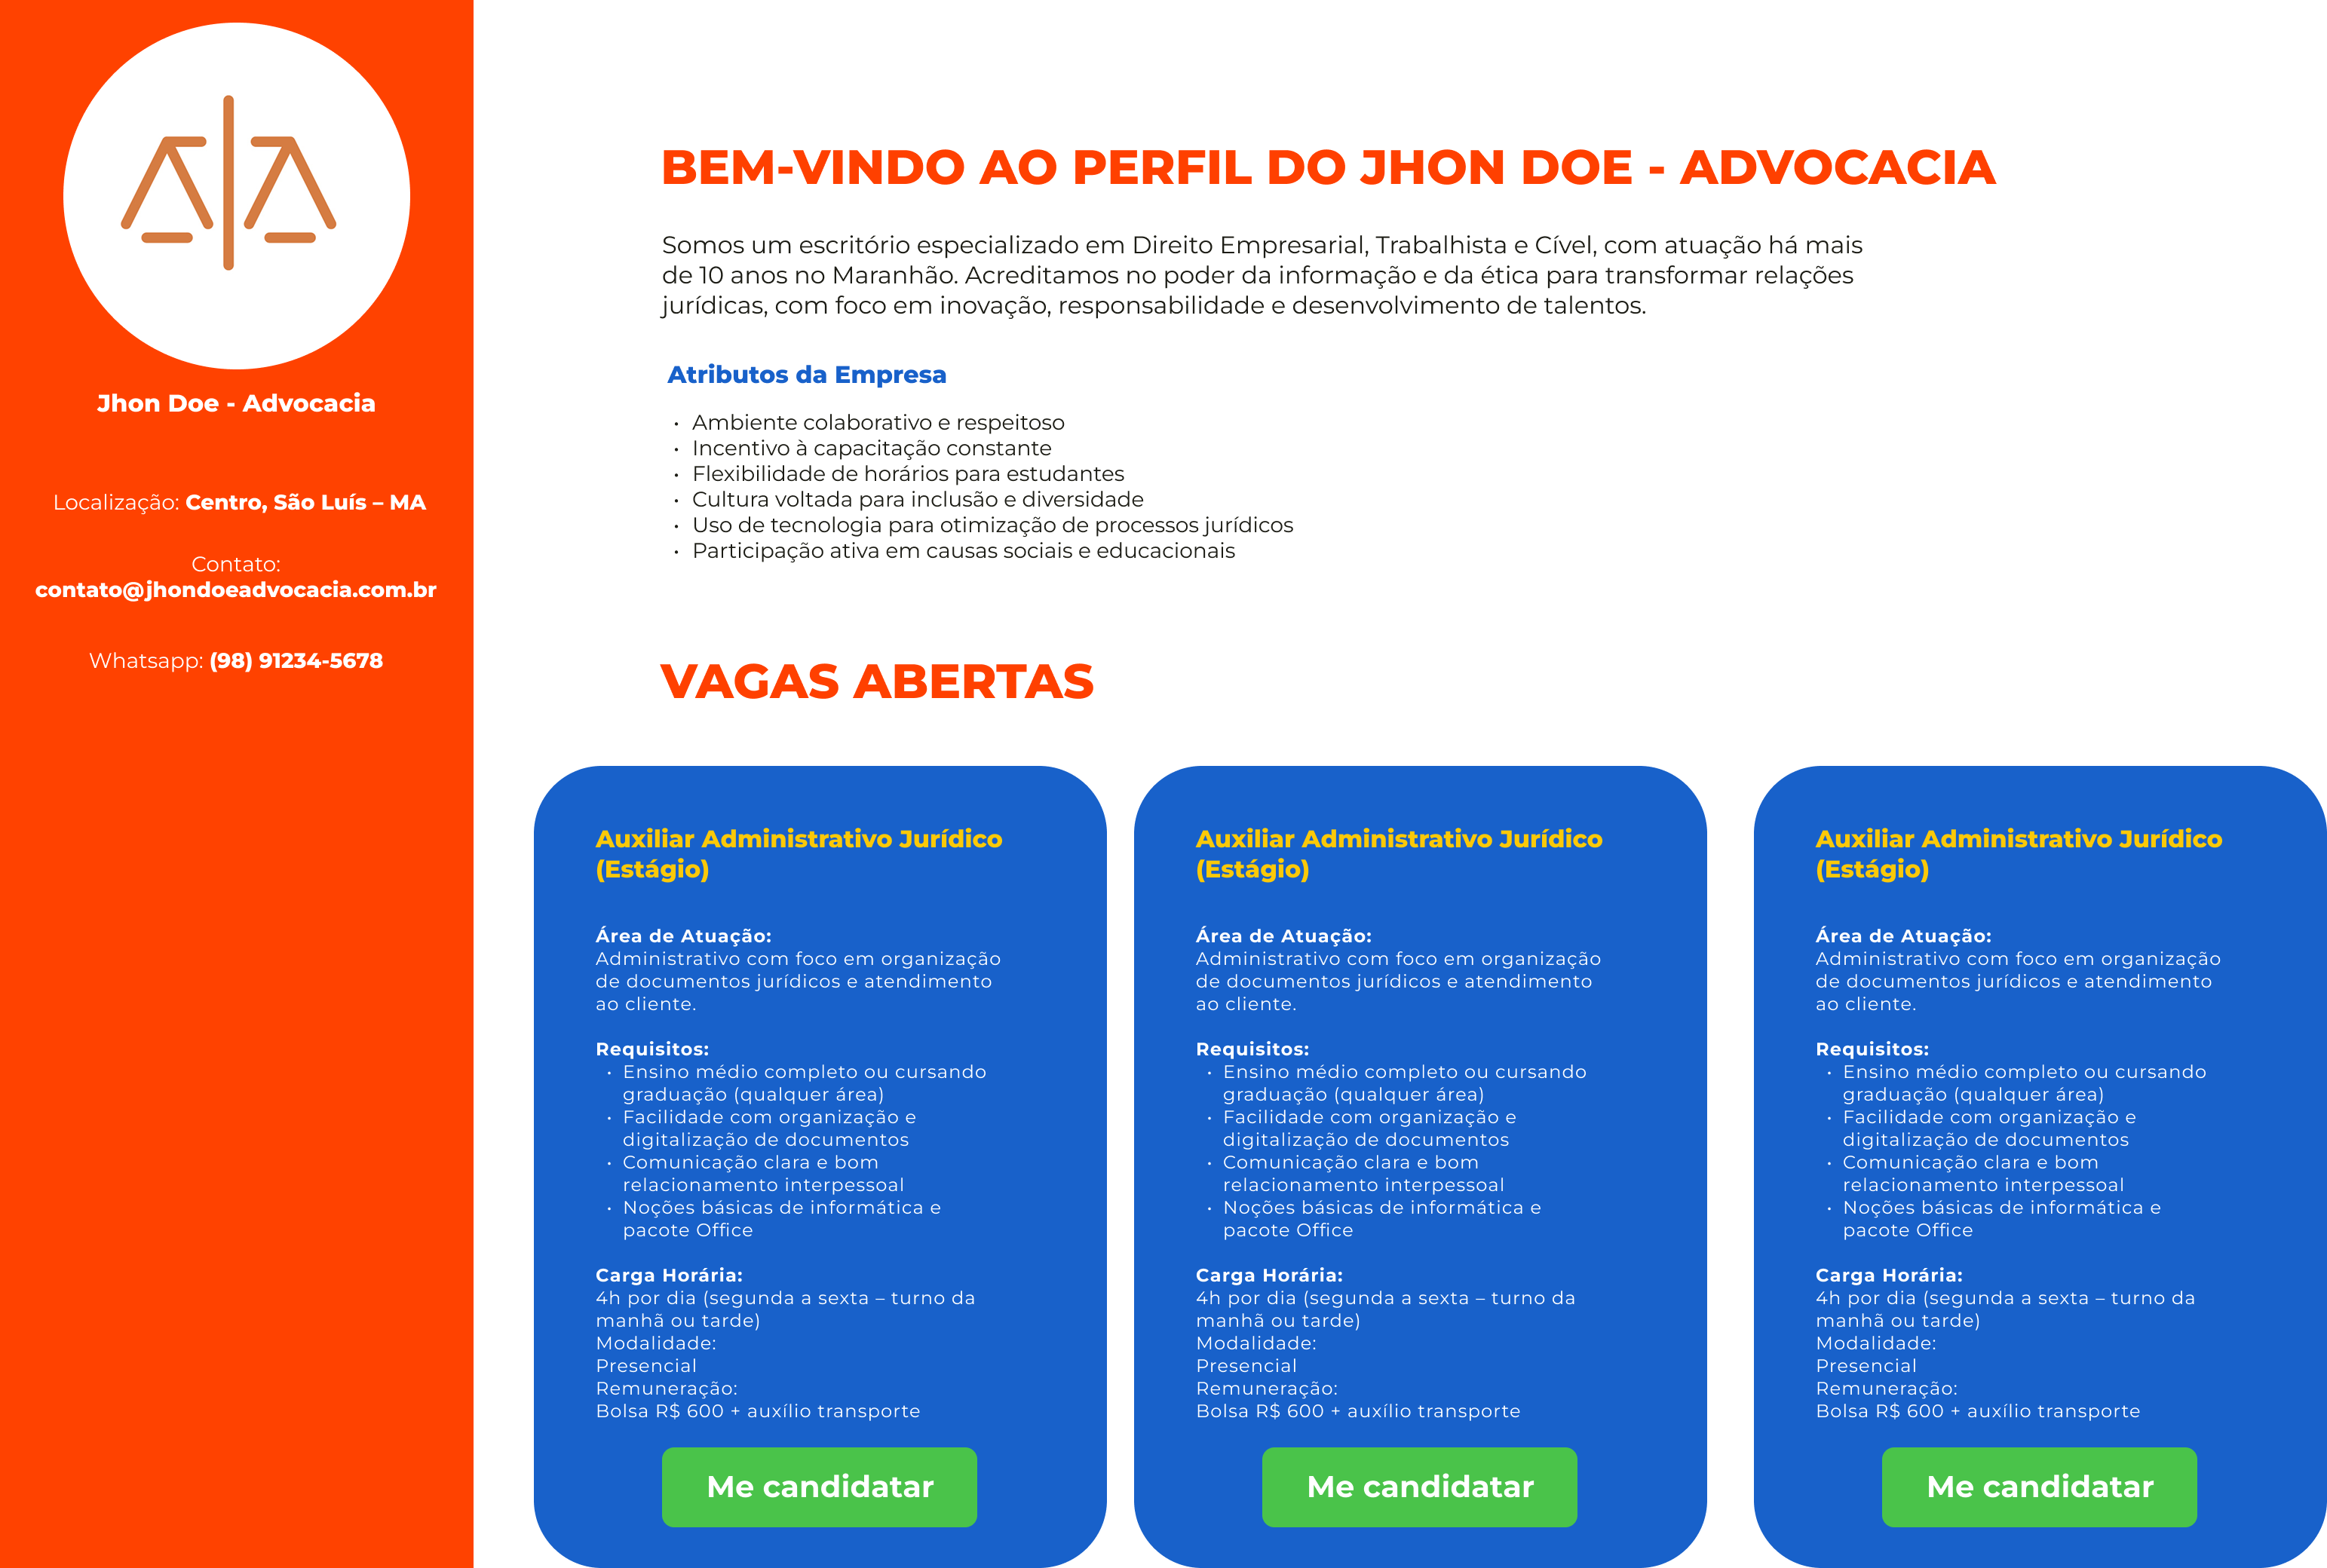 Jhon Doe - Advocacia
Localização: Centro, São Luís – MA
Contato:
contato@jhondoeadvocacia.com.br
Whatsapp: (98) 91234-5678
BEM-VINDO AO PERFIL DO JHON DOE - ADVOCACIA
Somos um escritório especializado em Direito Empresarial, Trabalhista e Cível, com atuação há mais
de 10 anos no Maranhão. Acreditamos no poder da informação e da ética para transformar relações
jurídicas, com foco em inovação, responsabilidade e desenvolvimento de talentos.
Atributos da Empresa
• Ambiente colaborativo e respeitoso
• Incentivo à capacitação constante
• Flexibilidade de horários para estudantes
• Cultura voltada para inclusão e diversidade
• Uso de tecnologia para otimização de processos jurídicos
• Participação ativa em causas sociais e educacionais
VAGAS ABERTAS
Auxiliar Administrativo Jurídico
(Estágio)
Área de Atuação:
Administrativo com foco em organização
de documentos jurídicos e atendimento
ao cliente.
Requisitos:
• Ensino médio completo ou cursando
graduação (qualquer área)
• Facilidade com organização e
digitalização de documentos
• Comunicação clara e bom
relacionamento interpessoal
• Noções básicas de informática e
pacote Office
Carga Horária:
4h por dia (segunda a sexta – turno da
manhã ou tarde)
Modalidade:
Presencial
Remuneração:
Bolsa R$ 600 + auxílio transporte
Me candidatar
Auxiliar Administrativo Jurídico
(Estágio)
Área de Atuação:
Administrativo com foco em organização
de documentos jurídicos e atendimento
ao cliente.
Requisitos:
• Ensino médio completo ou cursando
graduação (qualquer área)
• Facilidade com organização e
digitalização de documentos
• Comunicação clara e bom
relacionamento interpessoal
• Noções básicas de informática e
pacote Office
Carga Horária:
4h por dia (segunda a sexta – turno da
manhã ou tarde)
Modalidade:
Presencial
Remuneração:
Bolsa R$ 600 + auxílio transporte
Me candidatar
Auxiliar Administrativo Jurídico
(Estágio)
Área de Atuação:
Administrativo com foco em organização
de documentos jurídicos e atendimento
ao cliente.
Requisitos:
• Ensino médio completo ou cursando
graduação (qualquer área)
• Facilidade com organização e
digitalização de documentos
• Comunicação clara e bom
relacionamento interpessoal
• Noções básicas de informática e
pacote Office
Carga Horária:
4h por dia (segunda a sexta – turno da
manhã ou tarde)
Modalidade:
Presencial
Remuneração:
Bolsa R$ 600 + auxílio transporte
Me candidatar